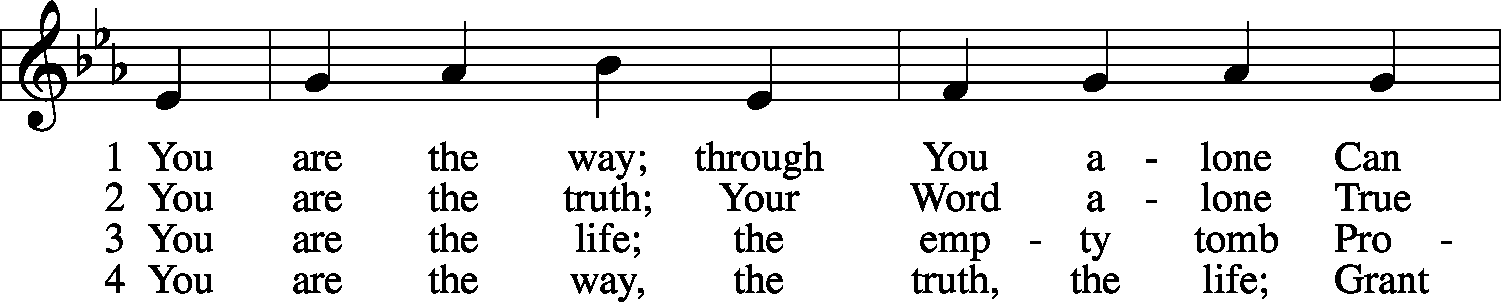 1 You are the way; through You a - lone Can
2 You are the truth; Your Word a - lone True
3 You are the life; the emp - ty tomb Pro -
4 You are the way, the truth, the life; Grant